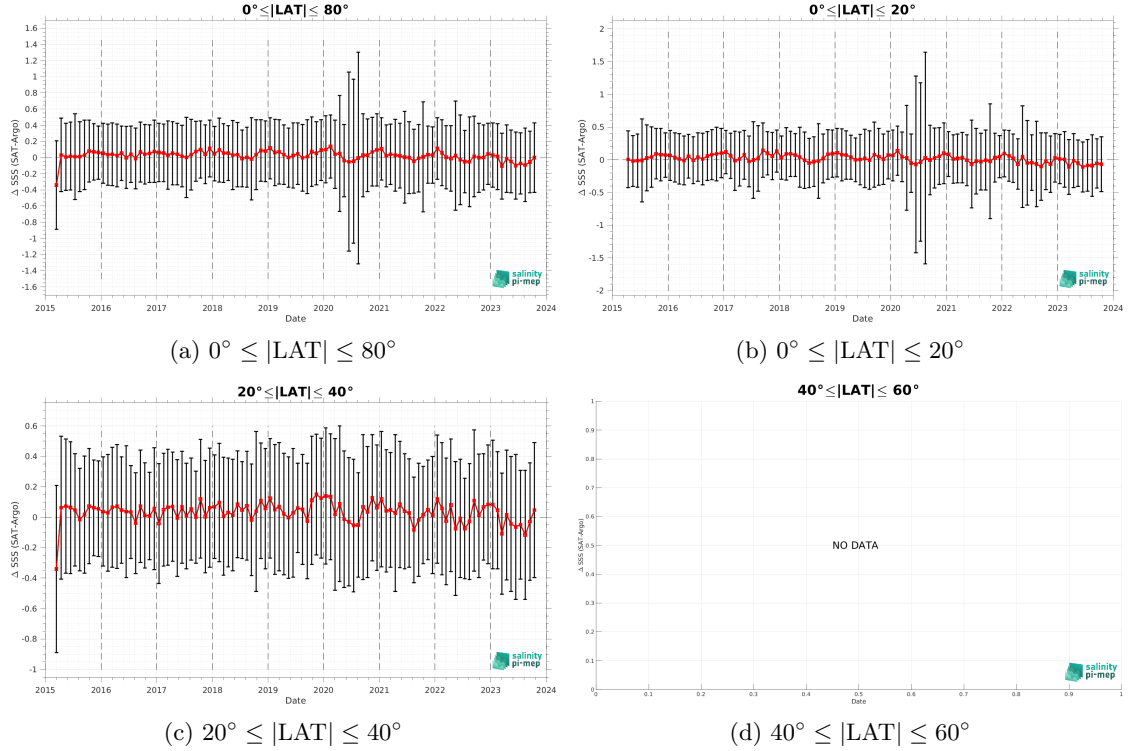 0°≤|LAT|≤ 80°
Δ SSS (SAT-Argo)
1.6
1.4
1.2
1
0.8
0.6
0.4
0.2
0
-0.2
-0.4
-0.6
-0.8
-1
-1.2
-1.4
-1.6
2015 2016 2017 2018 2019 2020 2021 2022 2023 2024
Date
salinity
pi-mep
(a) 0° ≤ |LAT| ≤ 80°
0°≤|LAT|≤ 20°
Δ SSS (SAT-Argo)
2
1.5
1
0.5
0
-0.5
-1
-1.5
-2
2015 2016 2017 2018 2019 2020 2021 2022 2023 2024
Date
salinity
pi-mep
(b) 0° ≤ |LAT| ≤ 20°
20°≤|LAT|≤ 40°
Δ SSS (SAT-Argo)
0.6
0.4
0.2
0
-0.2
-0.4
-0.6
-0.8
-1
2015 2016 2017 2018 2019 2020 2021 2022 2023 2024
Date
salinity
pi-mep
(c) 20° ≤ |LAT| ≤ 40°
40°≤|LAT|≤ 60°
Δ SSS (SAT-Argo)
1
0.9
0.8
0.7
0.6
0.5
0.4
0.3
0.2
0.1
0
NO DATA
0 0.1 0.2 0.3 0.4 0.5 0.6 0.7 0.8 0.9 1
Date
salinity
pi-mep
(d) 40° ≤ |LAT| ≤ 60°